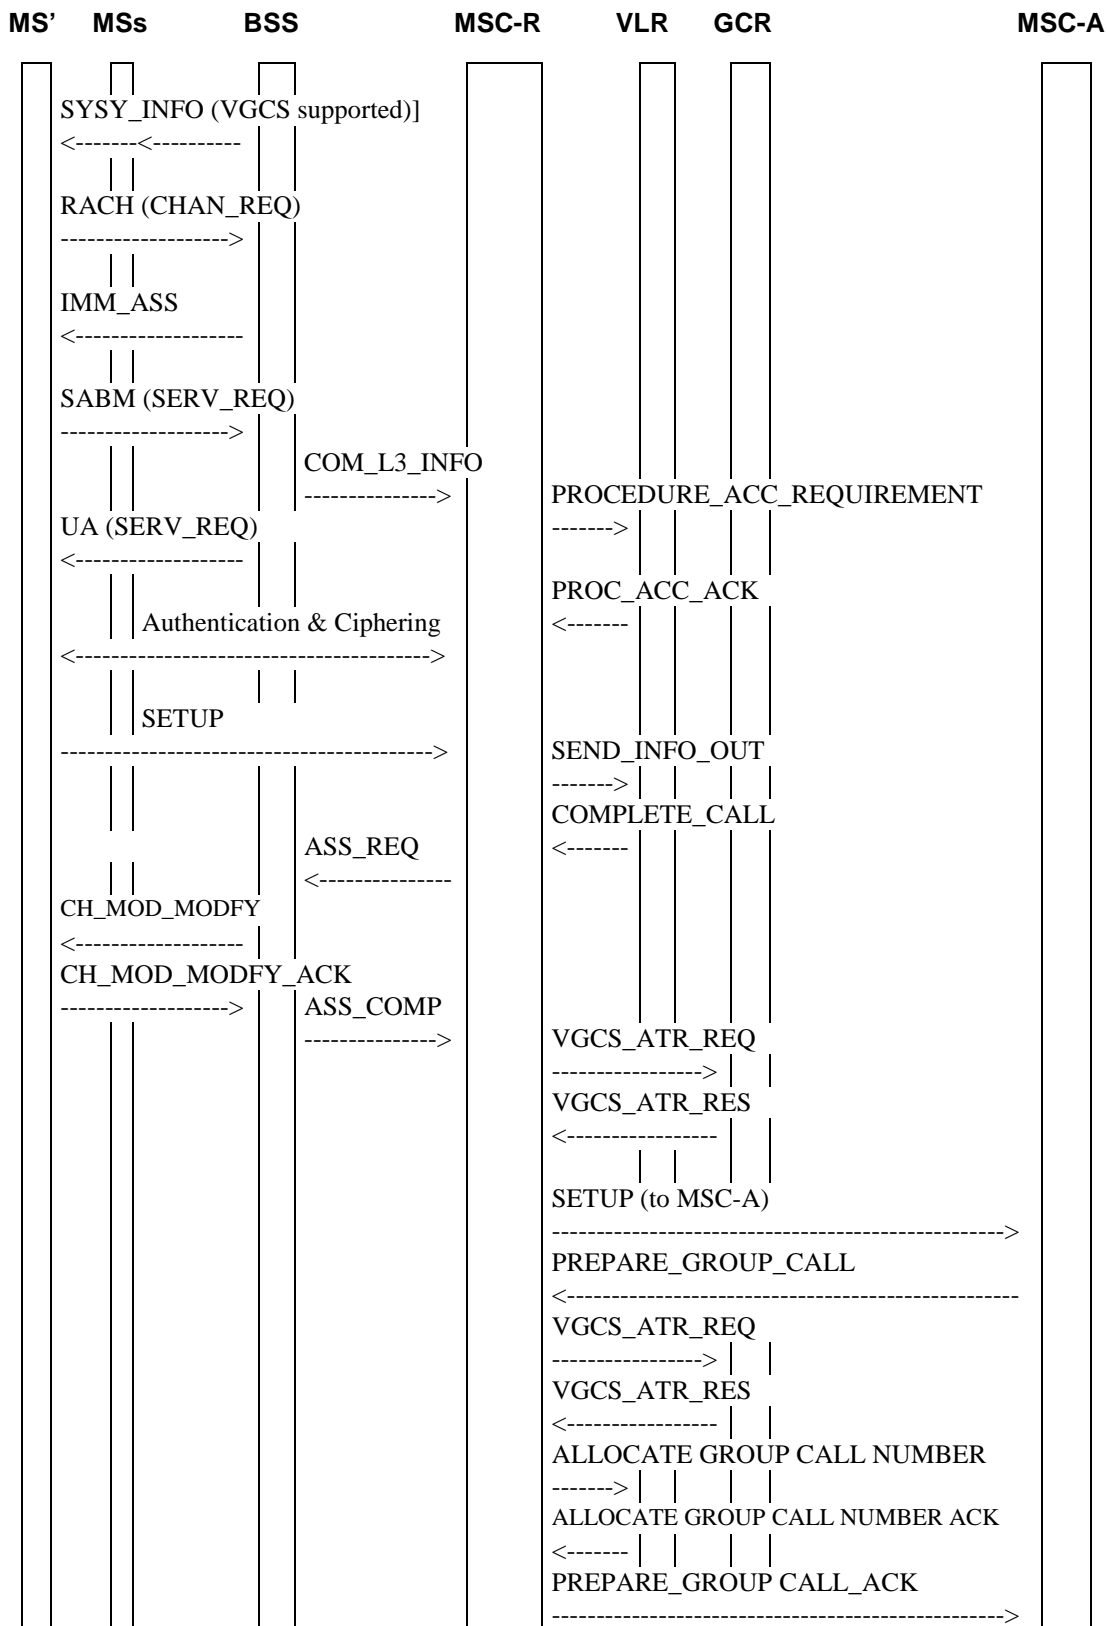 MS’ MSs BSS MSC-R VLR GCR MSC-A
SYSY_INFO (VGCS supported)]
<-------<----------
RACH (CHAN_REQ)
------------------->
IMM_ASS
<-------------------
SABM (SERV_REQ)
------------------->
COM_L3_INFO
---------------> PROCEDURE_ACC_REQUIREMENT
UA (SERV_REQ) ------->
<-------------------
PROC_ACC_ACK
Authentication & Ciphering <-------
<---------------------------------------->
SETUP
------------------------------------------> SEND_INFO_OUT
------->
COMPLETE_CALL
ASS_REQ <-------
<---------------
CH_MOD_MODFY
<-------------------
CH_MOD_MODFY_ACK
-------------------> ASS_COMP
---------------> VGCS_ATR_REQ
----------------->
VGCS_ATR_RES
<-----------------
SETUP (to MSC-A)
--------------------------------------------------->
PREPARE_GROUP_CALL
<---------------------------------------------------
VGCS_ATR_REQ
----------------->
VGCS_ATR_RES
<-----------------
ALLOCATE GROUP CALL NUMBER
------->
ALLOCATE GROUP CALL NUMBER ACK
<-------
PREPARE_GROUP CALL_ACK
--------------------------------------------------->